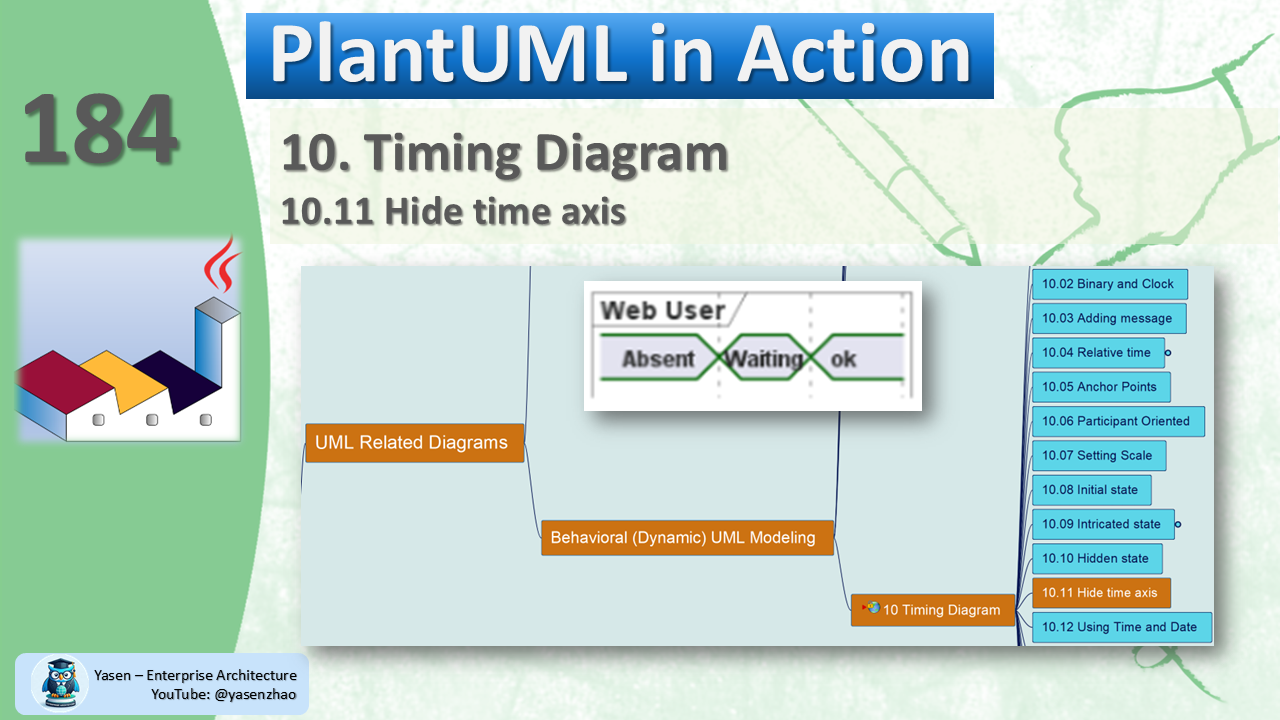 PlantUML in Action
184
10. Timing Diagram
10.11 Hide time axis
Web User
Absent
Waiting
ok
UML Related Diagrams
Behavioral (Dynamic) UML Modeling
10 Timing Diagram
10.02 Binary and Clock
10.03 Adding message
10.04 Relative time
10.05 Anchor Points
10.06 Participant Oriented
10.07 Setting Scale
10.08 Initial state
10.09 Intricated state
10.10 Hidden state
10.11 Hide time axis
10.12 Using Time and Date
Yasen – Enterprise Architecture
YouTube: @yasenzhao